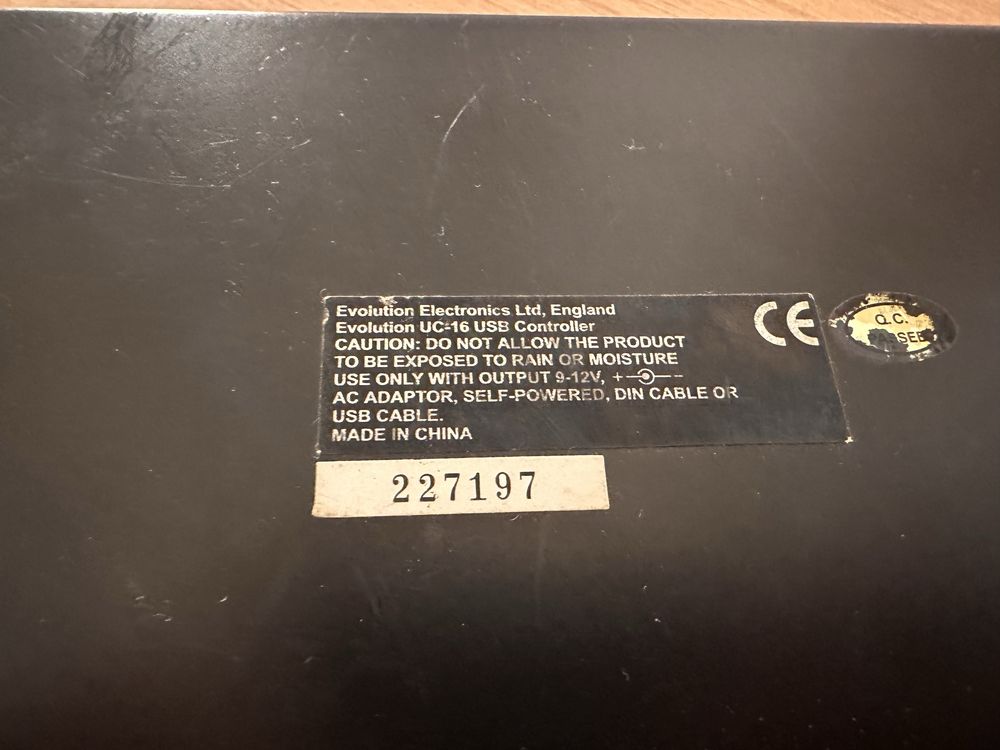 Evolution Electronics Ltd, England
Evolution UC-16 USB Controller
CAUTION: DO NOT ALLOW THE PRODUCT
TO BE EXPOSED TO RAIN OR MOISTURE
USE ONLY WITH OUTPUT 9-12V, +
AC ADAPTOR, SELF-POWERED, DIN CABLE OR
USB CABLE.
MADE IN CHINA
CE
Q.C.
227197